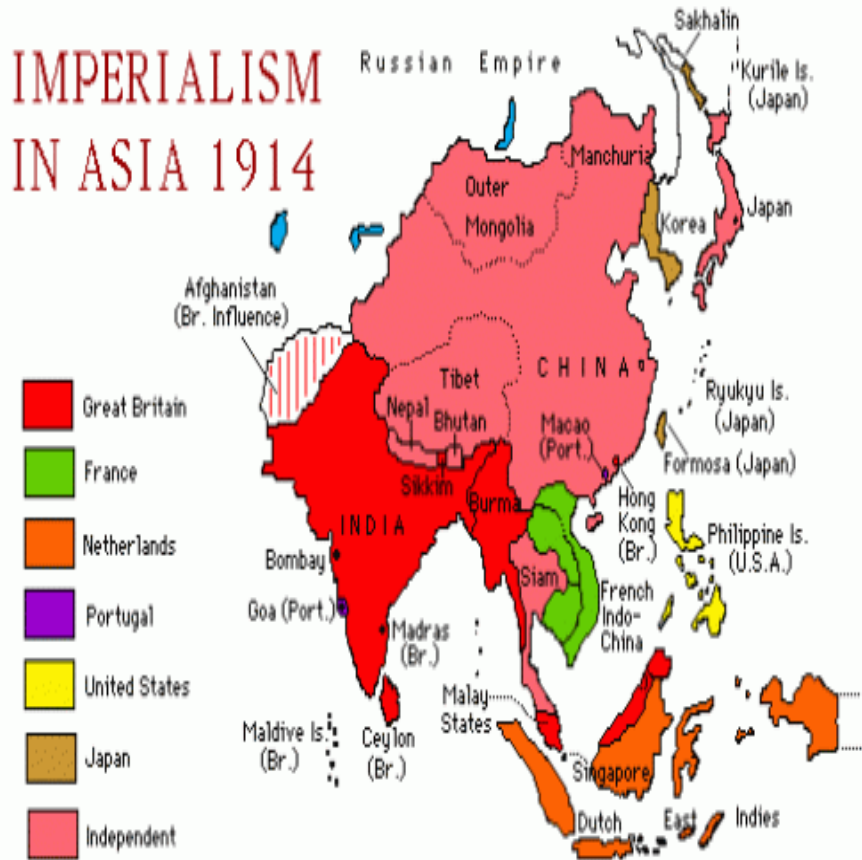 IMPERIALISM
IN ASIA 1914
Russian Empire
Sakhalin
Kurile Is.
(Japan)
Manchuria
Outer
Mongolia
Korea
Japan
Afghanistan
(Br. Influence)
CHINA
Tibet
Nepal
Bhutan
Macao
(Port.)
Ryukyu Is.
(Japan)
Formosa (Japan)
Sikkim
Burma
Hong
Kong
(Br.)
INDIA
Philippine Is.
(U.S.A.)
Bombay
Siam
French
Indo-
China
Goa (Port.)
Madras
(Br.)
Malay
States
Maldive Is.
(Br.)
Ceylon
(Br.)
Singapore
Dutch East Indies
Great Britain
France
Netherlands
Portugal
United States
Japan
Independent